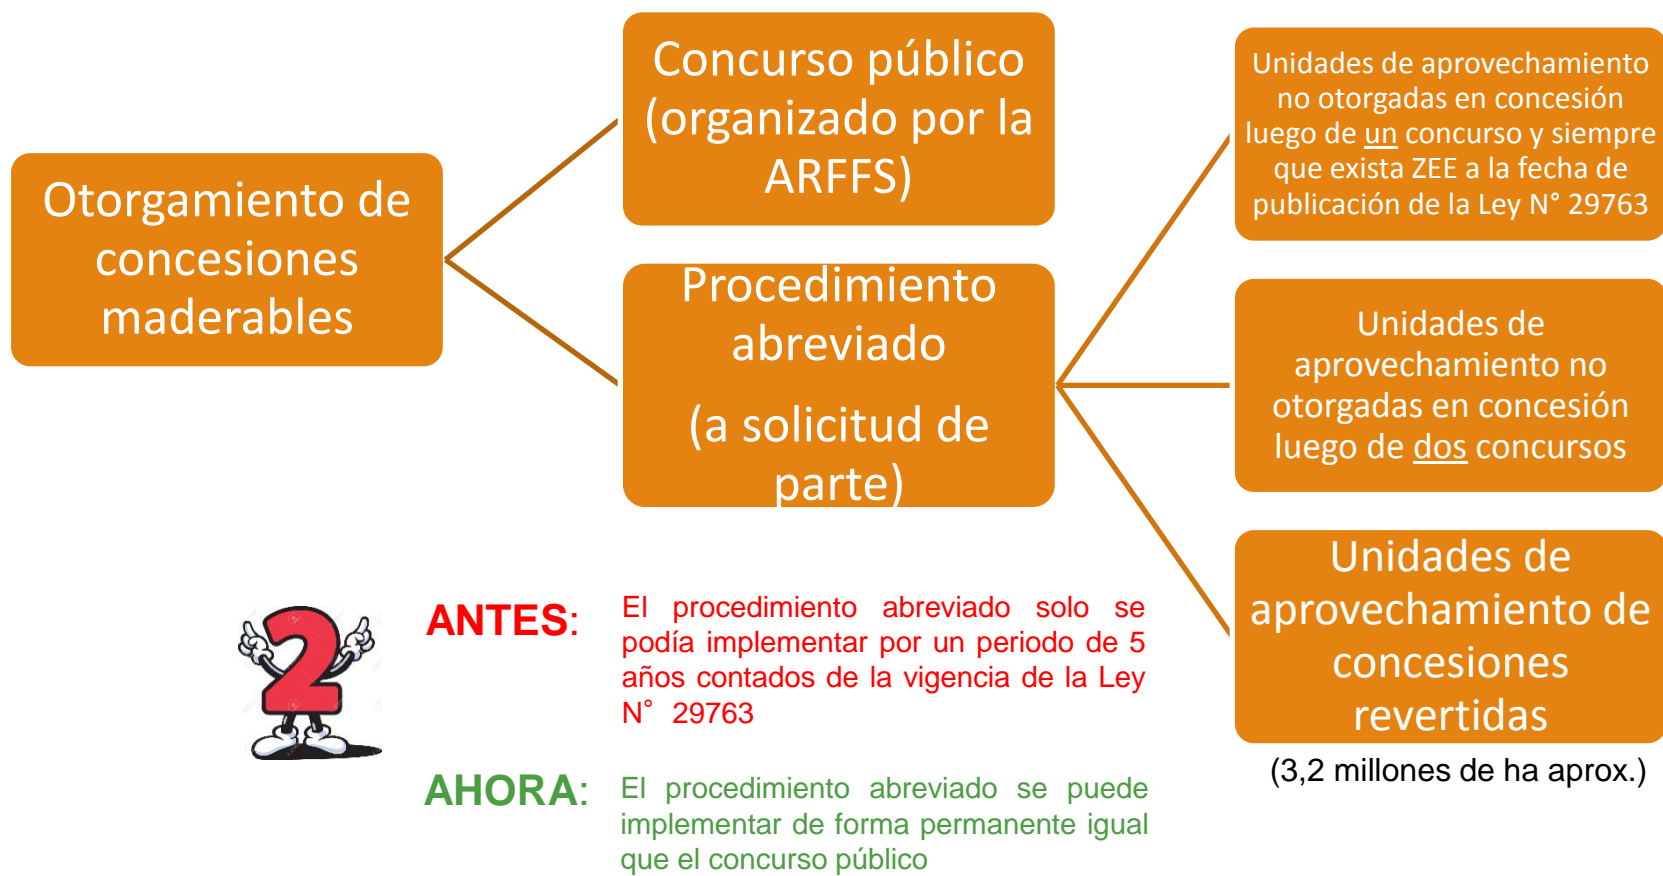 Otorgamiento de
concesiones
maderables
Concurso público
(organizado por la
ARFFS)
Procedimiento
abreviado
(a solicitud de
parte)
Unidades de aprovechamiento
no otorgadas en concesión
luego de un concurso y siempre
que exista ZEE a la fecha de
publicación de la Ley N° 29763
Unidades de
aprovechamiento no
otorgadas en concesión
luego de dos concursos
Unidades de
aprovechamiento de
concesiones
revertidas
(3,2 millones de ha aprox.)
2
ANTES:
El procedimiento abreviado solo se
podía implementar por un periodo de 5
años contados de la vigencia de la Ley
N° 29763
AHORA:
El procedimiento abreviado se puede
implementar de forma permanente igual
que el concurso público